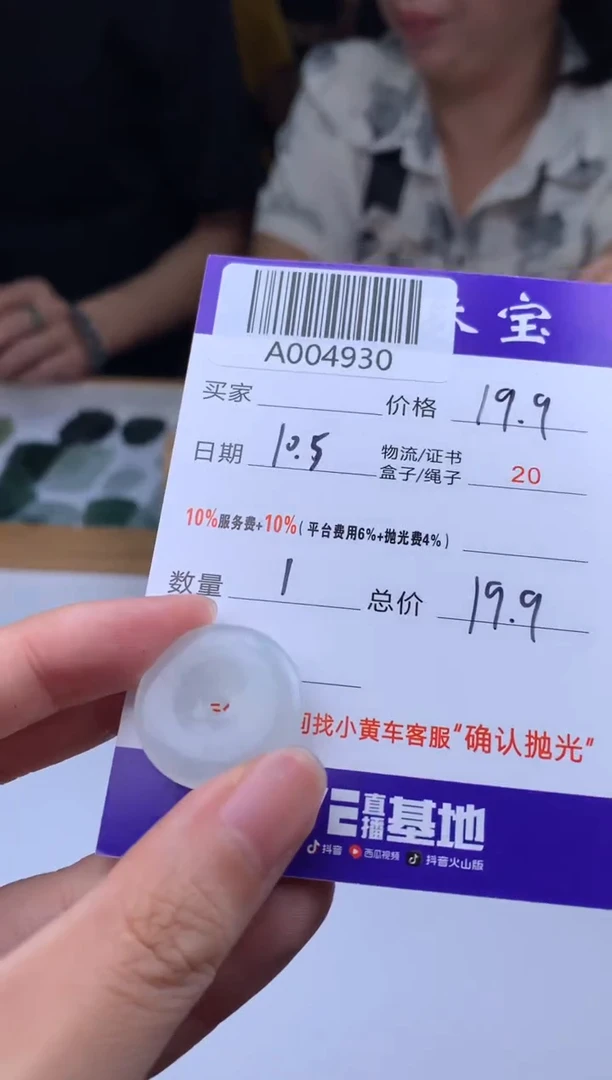 宝
A004930
买家 价格 19.9
日期 10.5 物流/证书 盒子/绳子 20
10%服务费+10%(平台费用6%+抛光费4%)
数量 1 总价 19.9
找小黄车客服"确认抛光"
直播基地
抖音 西瓜视频 抖音火山版